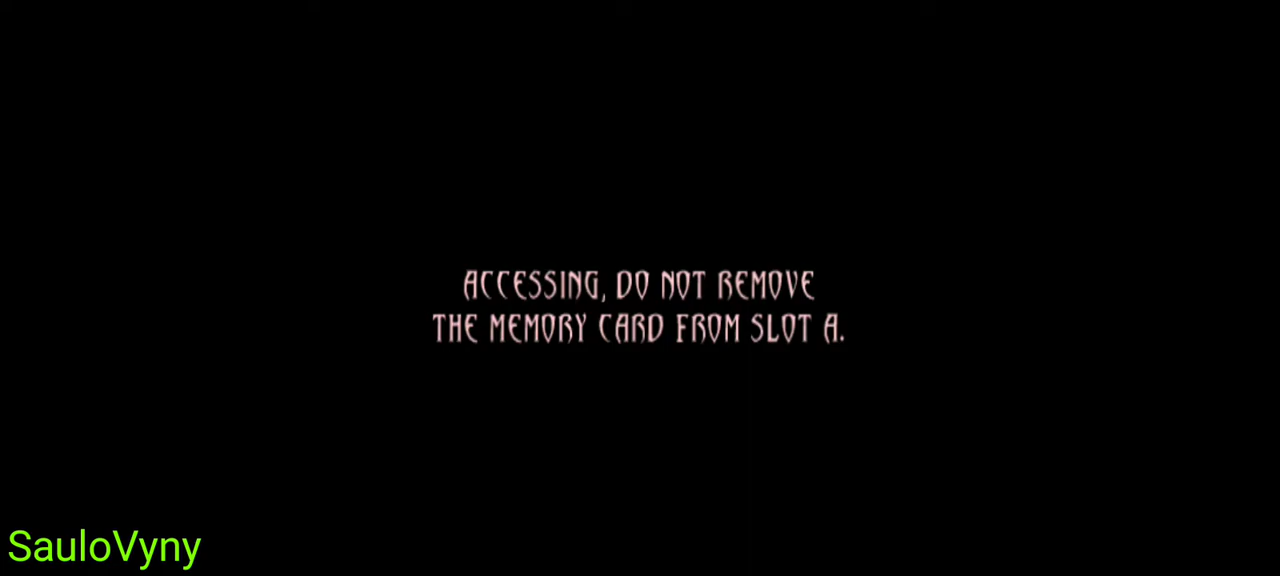 ACCESSING, DO NOT REMOVE
THE MEMORY CARD FROM SLOT A.
SauloVyny